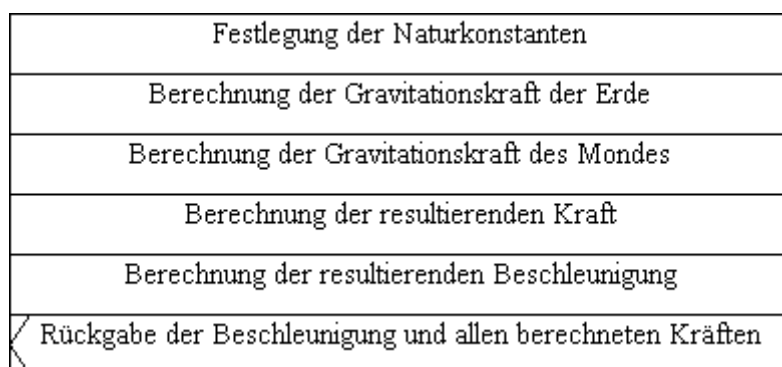 Festlegung der Naturkonstanten
Berechnung der Gravitationskraft der Erde
Berechnung der Gravitationskraft des Mondes
Berechnung der resultierenden Kraft
Berechnung der resultierenden Beschleunigung
Rückgabe der Beschleunigung und allen berechneten Kräften